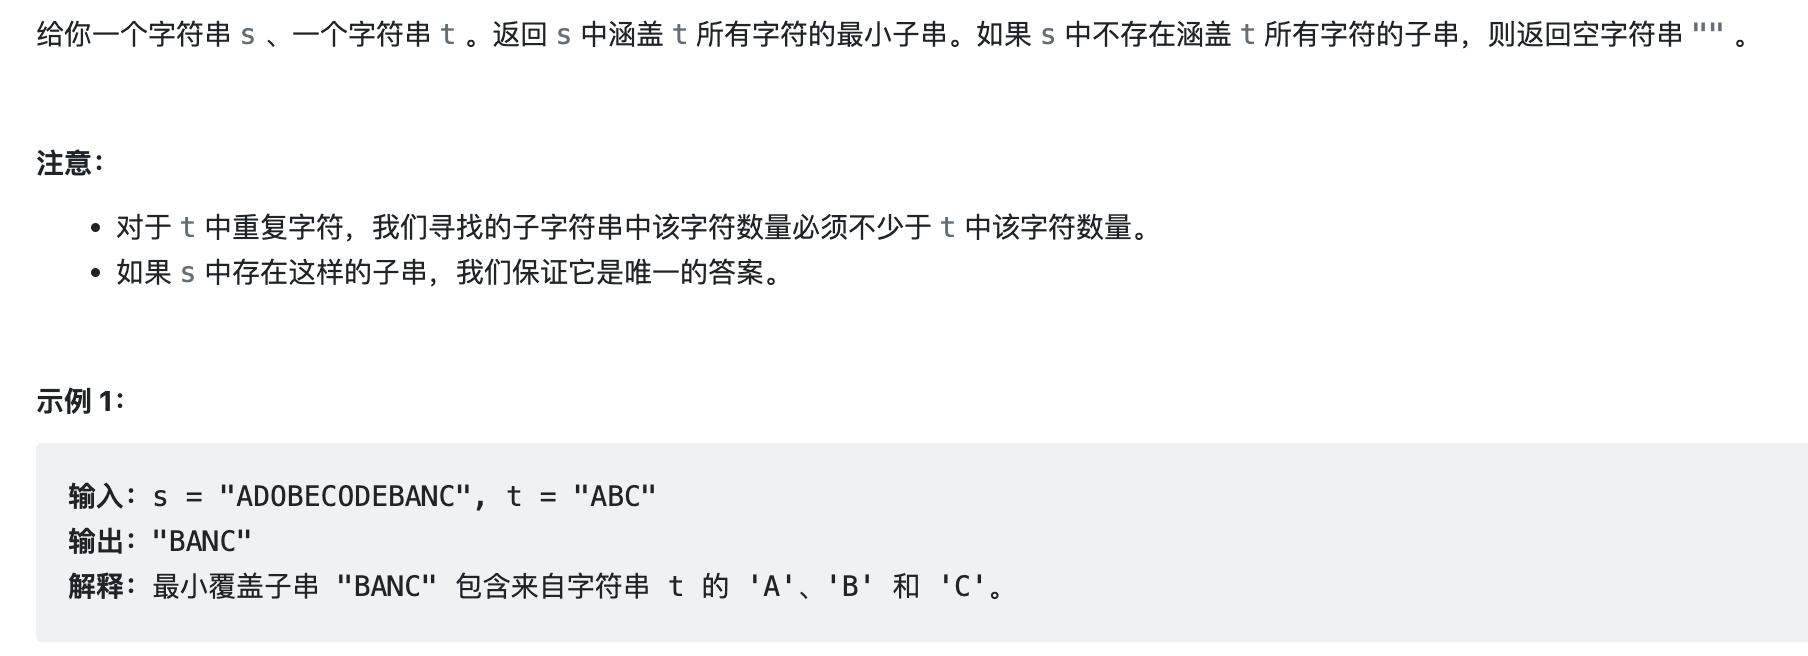 给你一个字符串 s 、一个字符串 t 。返回 s 中涵盖 t 所有字符的最小子串。如果 s 中不存在涵盖 t 所有字符的子串，则返回空字符串 "" 。
注意：
• 对于 t 中重复字符，我们寻找的子字符串中该字符数量必须不少于 t 中该字符数量。
• 如果 s 中存在这样的子串，我们保证它是唯一的答案。
示例 1：
输入：s = "ADOBECODEBANC", t = "ABC"
输出："BANC"
解释：最小覆盖子串 "BANC" 包含来自字符串 t 的 'A'、'B' 和 'C'。